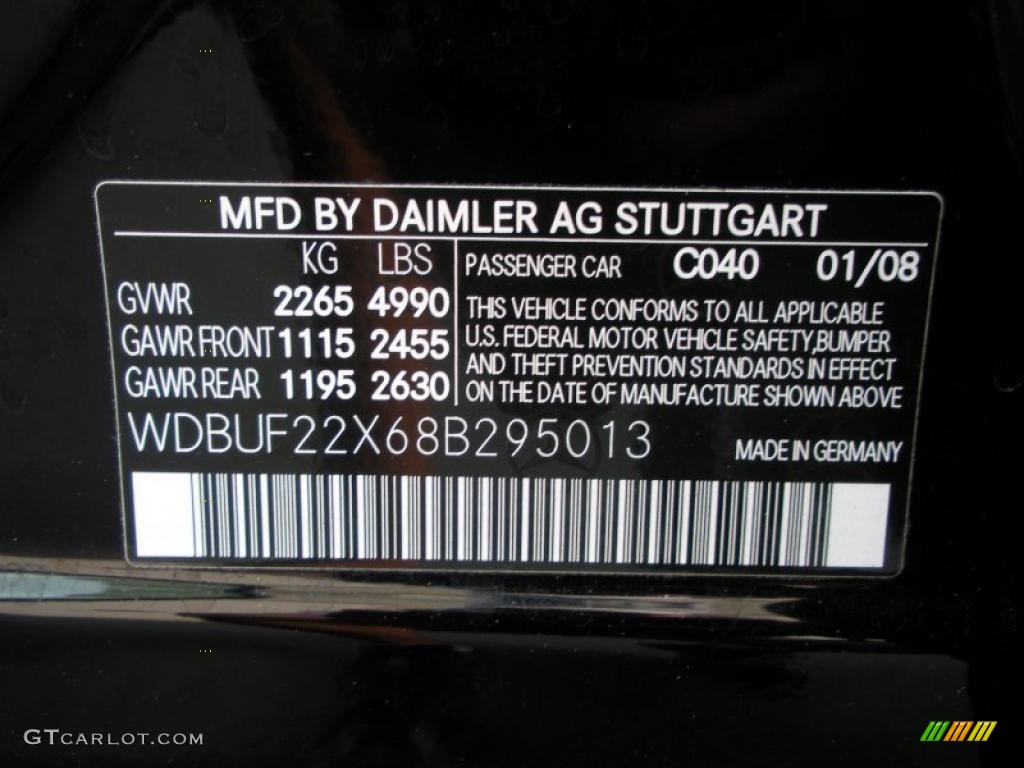 MFD BY DAIMLER AG STUTTGART
KG LBS
GVWR 2265 4990
GAWR FRONT 1115 2455
GAWR REAR 1195 2630
PASSENGER CAR C040 01/08
THIS VEHICLE CONFORMS TO ALL APPLICABLE
U.S. FEDERAL MOTOR VEHICLE SAFETY,BUMPER
AND THEFT PREVENTION STANDARDS IN EFFECT
ON THE DATE OF MANUFACTURE SHOWN ABOVE
WDBUF22X68B295013
MADE IN GERMANY
GTCARLOT.COM